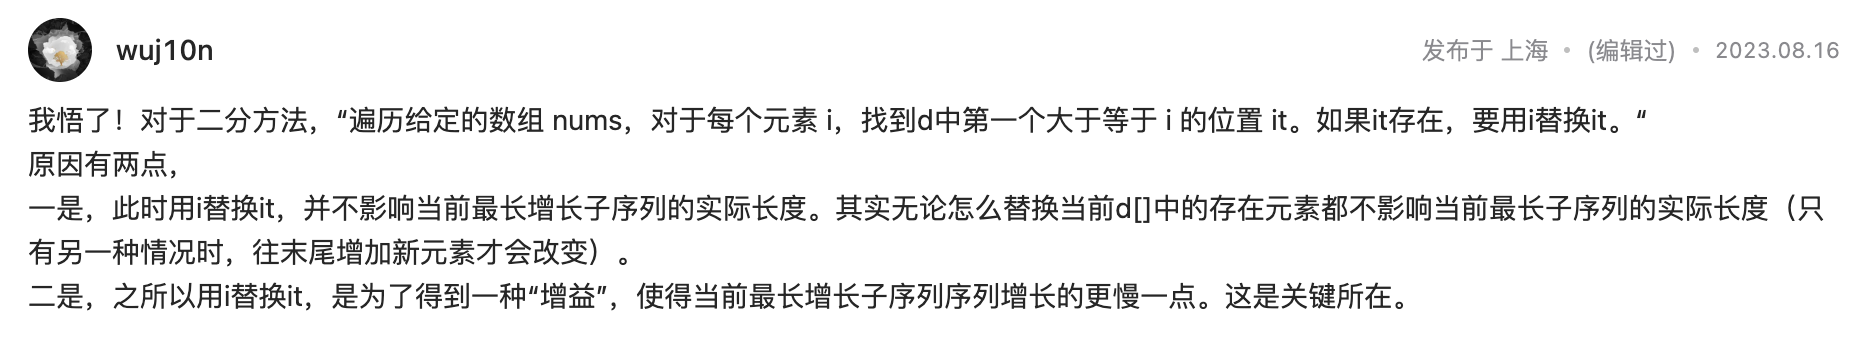 wuj10n
发布于 上海 • (编辑过) • 2023.08.16
我悟了！对于二分方法，“遍历给定的数组 nums，对于每个元素 i，找到d中第一个大于等于 i 的位置 it。如果it存在，要用i替换it。“
原因有两点，
一是，此时用i替换it，并不影响当前最长增长子序列的实际长度。其实无论怎么替换当前d[]中的存在元素都不影响当前最长子序列的实际长度（只
有另一种情况时，往末尾增加新元素才会改变）。
二是，之所以用i替换it，是为了得到一种“增益”，使得当前最长增长子序列序列增长的更慢一点。这是关键所在。